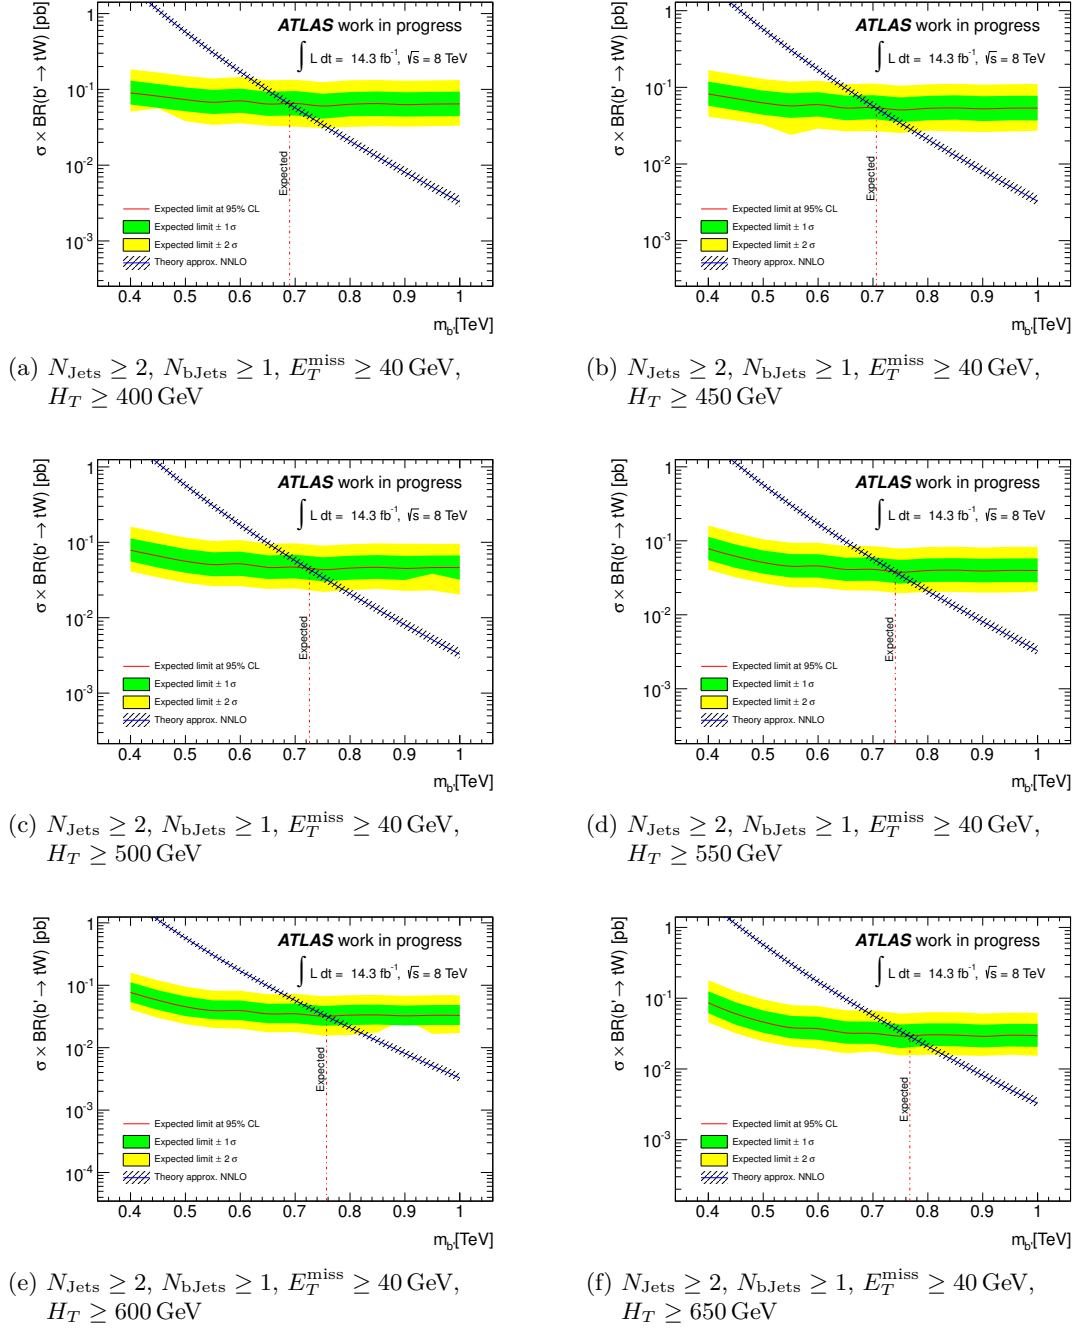 ATLAS work in progress
∫ L dt = 14.3 fb⁻¹, √s = 8 TeV
σ × BR(b' → tW) [pb]
1
10⁻¹
10⁻²
10⁻³
Expected
Expected limit at 95% CL
Expected limit ± 1σ
Expected limit ± 2σ
Theory approx. NNLO
0.4 0.5 0.6 0.7 0.8 0.9 1
m_b'[TeV]
(a) N_Jets ≥ 2, N_bJets ≥ 1, E_T^miss ≥ 40 GeV,
H_T ≥ 400 GeV
ATLAS work in progress
∫ L dt = 14.3 fb⁻¹, √s = 8 TeV
σ × BR(b' → tW) [pb]
1
10⁻¹
10⁻²
10⁻³
Expected
Expected limit at 95% CL
Expected limit ± 1σ
Expected limit ± 2σ
Theory approx. NNLO
0.4 0.5 0.6 0.7 0.8 0.9 1
m_b'[TeV]
(b) N_Jets ≥ 2, N_bJets ≥ 1, E_T^miss ≥ 40 GeV,
H_T ≥ 450 GeV
ATLAS work in progress
∫ L dt = 14.3 fb⁻¹, √s = 8 TeV
σ × BR(b' → tW) [pb]
1
10⁻¹
10⁻²
10⁻³
Expected
Expected limit at 95% CL
Expected limit ± 1σ
Expected limit ± 2σ
Theory approx. NNLO
0.4 0.5 0.6 0.7 0.8 0.9 1
m_b'[TeV]
(c) N_Jets ≥ 2, N_bJets ≥ 1, E_T^miss ≥ 40 GeV,
H_T ≥ 500 GeV
ATLAS work in progress
∫ L dt = 14.3 fb⁻¹, √s = 8 TeV
σ × BR(b' → tW) [pb]
1
10⁻¹
10⁻²
10⁻³
Expected
Expected limit at 95% CL
Expected limit ± 1σ
Expected limit ± 2σ
Theory approx. NNLO
0.4 0.5 0.6 0.7 0.8 0.9 1
m_b'[TeV]
(d) N_Jets ≥ 2, N_bJets ≥ 1, E_T^miss ≥ 40 GeV,
H_T ≥ 550 GeV
ATLAS work in progress
∫ L dt = 14.3 fb⁻¹, √s = 8 TeV
σ × BR(b' → tW) [pb]
1
10⁻¹
10⁻²
10⁻³
10⁻⁴
Expected
Expected limit at 95% CL
Expected limit ± 1σ
Expected limit ± 2σ
Theory approx. NNLO
0.4 0.5 0.6 0.7 0.8 0.9 1
m_b'[TeV]
(e) N_Jets ≥ 2, N_bJets ≥ 1, E_T^miss ≥ 40 GeV,
H_T ≥ 600 GeV
ATLAS work in progress
∫ L dt = 14.3 fb⁻¹, √s = 8 TeV
σ × BR(b' → tW) [pb]
1
10⁻¹
10⁻²
10⁻³
Expected
Expected limit at 95% CL
Expected limit ± 1σ
Expected limit ± 2σ
Theory approx. NNLO
0.4 0.5 0.6 0.7 0.8 0.9 1
m_b'[TeV]
(f) N_Jets ≥ 2, N_bJets ≥ 1, E_T^miss ≥ 40 GeV,
H_T ≥ 650 GeV